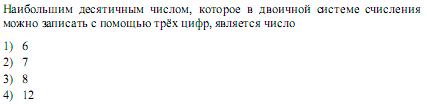 Наибольшим десятичным числом, которое в двоичной системе счисления
можно записать с помощью трёх цифр, является число
1) 6
2) 7
3) 8
4) 12